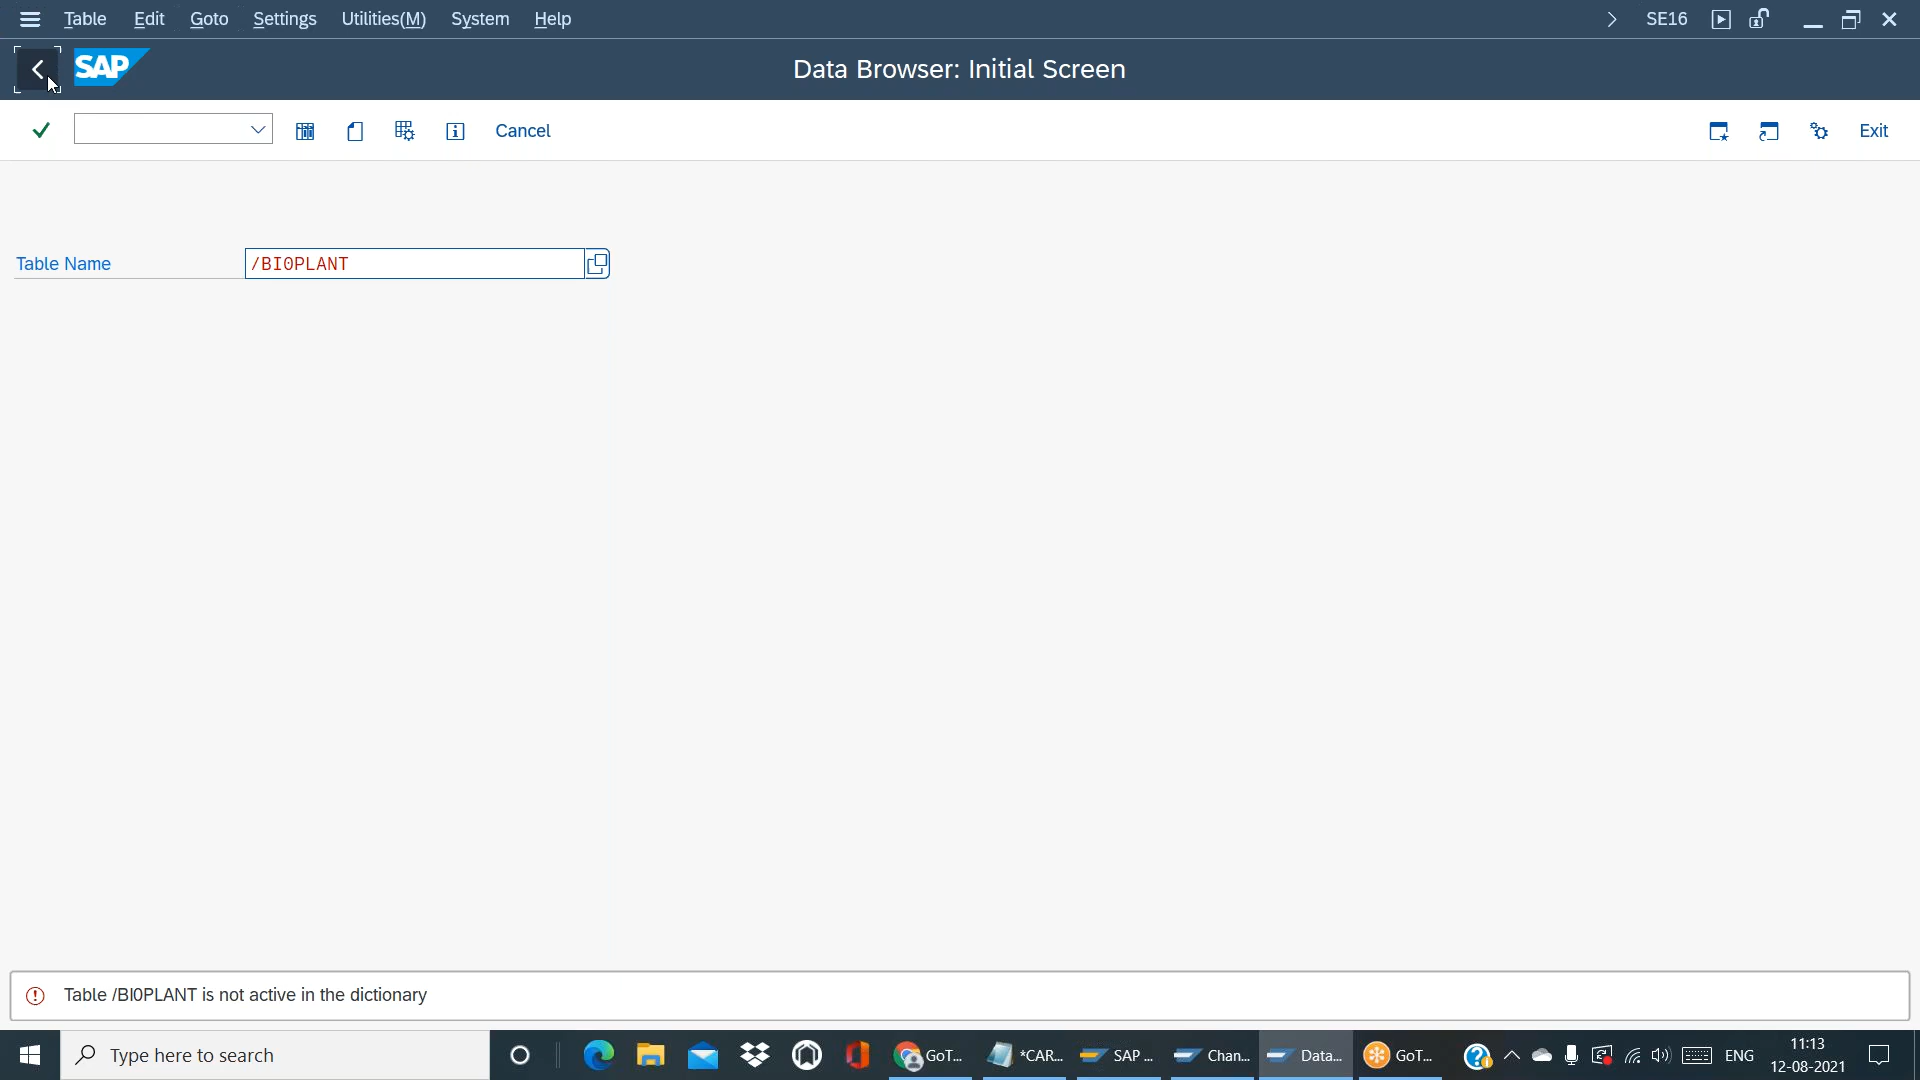 Table Edit Goto Settings Utilities(M) System Help SE16
SAP Data Browser: Initial Screen
Cancel Exit
Table Name /BI0PLANT
Table /BI0PLANT is not active in the dictionary
Type here to search GoT... *CAR... SAP ... Chan... Data... GoT... ENG 11:13
12-08-2021